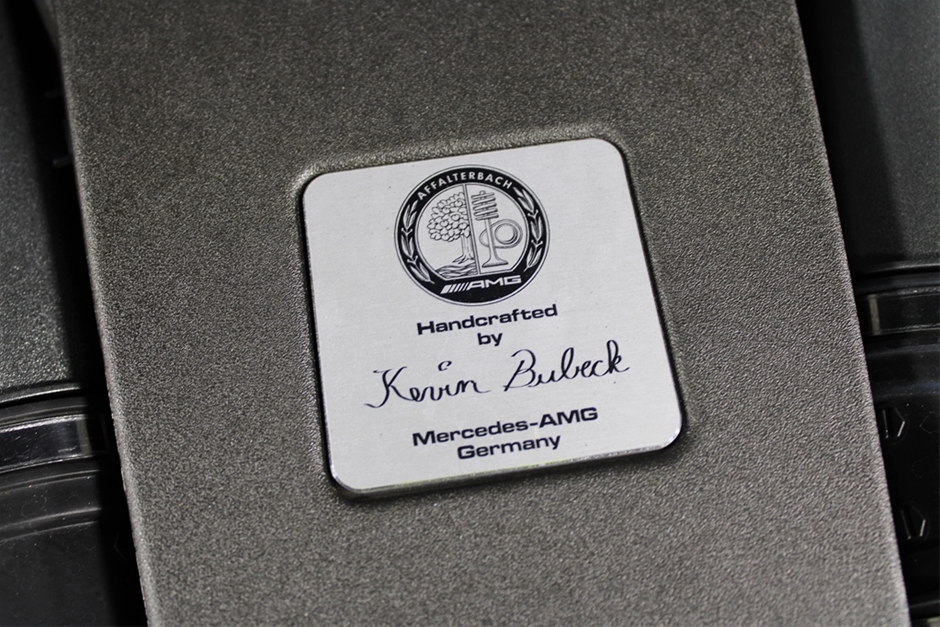 AFFALTERBACH
AMG
Handcrafted
by
Kevin Bubeck
Mercedes-AMG
Germany